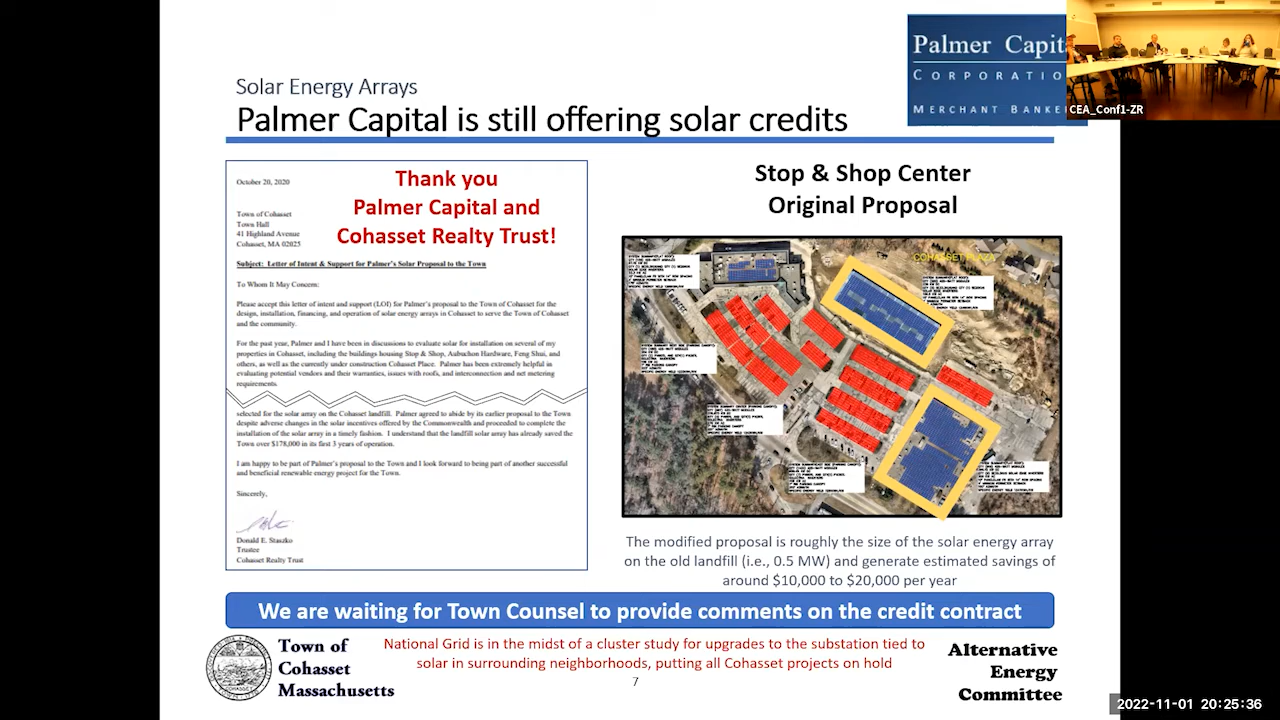 Palmer Capit
CORPORATIO
MERCHANT BANKE
CEA_Conf1-ZR
Solar Energy Arrays
Palmer Capital is still offering solar credits
October 20, 2020
Town of Cohasset
Town Hall
41 Highland Avenue
Cohasset, MA 02025
Thank you
Palmer Capital and
Cohasset Realty Trust!
Subject: Letter of Intent & Support for Palmer's Solar Proposal to the Town
To Whom It May Concern:
Please accept this letter of intent and support (LOI) for Palmer's proposal to the Town of Cohasset for the
design, installation, financing, and operation of solar energy arrays in Cohasset to serve the Town of Cohasset
and the community.
For the past year, Palmer and I have been in discussions to evaluate solar for installation on several of my
properties in Cohasset, including the buildings housing Stop & Shop, Aubuchon Hardware, Feng Shui, and
others, as well as the currently under construction Cohasset Place. Palmer has been extremely helpful in
evaluating potential vendors and their warranties, issues with roofs, and interconnection and net metering
requirements.
selected for the solar array on the Cohasset landfill. Palmer agreed to abide by its earlier proposal to the Town
despite adverse changes in the solar incentives offered by the Commonwealth and proceeded to complete the
installation of the solar array in a timely fashion. I understand that the landfill solar array has already saved the
Town over $178,000 in its first 3 years of operation.
I am happy to be part of Palmer's proposal to the Town and I look forward to being part of another successful
and beneficial renewable energy project for the Town.
Sincerely,
Donald E. Staszko
Trustee
Cohasset Realty Trust
Stop & Shop Center
Original Proposal
COHASSET PLAZA
The modified proposal is roughly the size of the solar energy array
on the old landfill (i.e., 0.5 MW) and generate estimated savings of
around $10,000 to $20,000 per year
We are waiting for Town Counsel to provide comments on the credit contract
Town of
Cohasset
Massachusetts
National Grid is in the midst of a cluster study for upgrades to the substation tied to
solar in surrounding neighborhoods, putting all Cohasset projects on hold
7
Alternative
Energy
Committee
2022-11-01 20:25:36